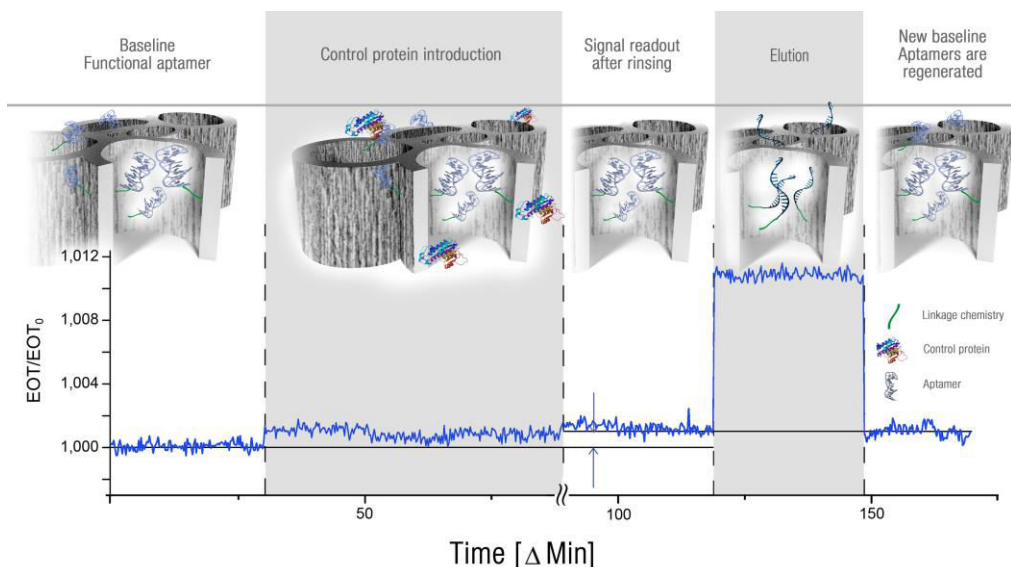 Baseline
Functional aptamer
Control protein introduction
Signal readout
after rinsing
Elution
New baseline
Aptamers are
regenerated
1,012
1,008
1,004
1,000
EOT/EOT₀
Linkage chemistry
Control protein
Aptamer
50
100
150
Time [Δ Min]